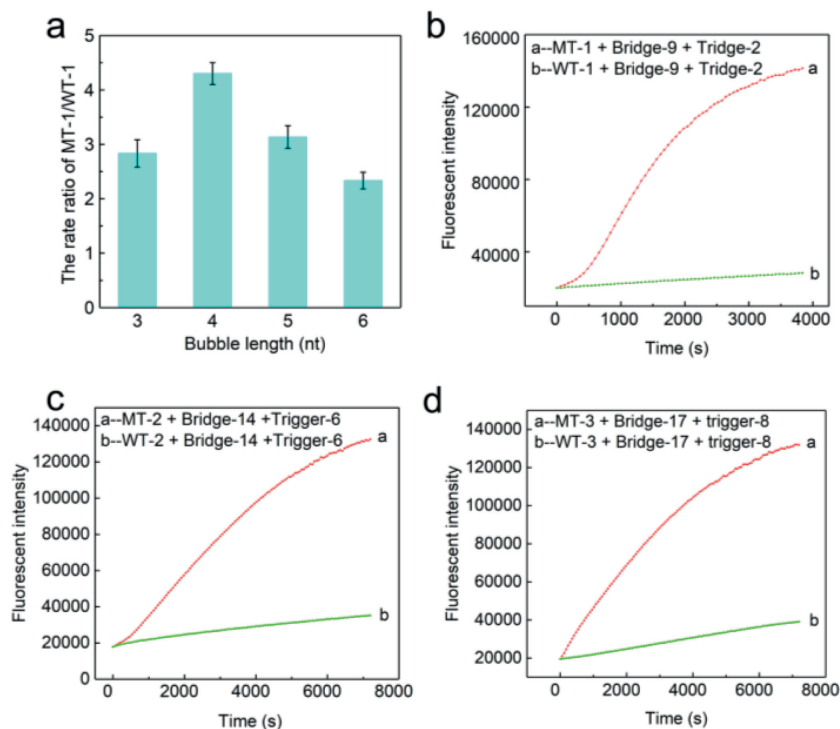 a
The rate ratio of MT-1/WT-1
5
4
3
2
1
0
3 4 5 6
Bubble length (nt)
b
a--MT-1 + Bridge-9 + Tridge-2
b--WT-1 + Bridge-9 + Tridge-2
Fluorescent intensity
160000
120000
80000
40000
a
b
0 1000 2000 3000 4000
Time (s)
c
a--MT-2 + Bridge-14 +Trigger-6
b--WT-2 + Bridge-14 +Trigger-6
Fluorescent intensity
140000
120000
100000
80000
60000
40000
20000
0
a
b
0 2000 4000 6000 8000
Time (s)
d
a--MT-3 + Bridge-17 + trigger-8
b--WT-3 + Bridge-17 + trigger-8
Fluorescent intensity
140000
120000
100000
80000
60000
40000
20000
a
b
0 2000 4000 6000 8000
Time (s)